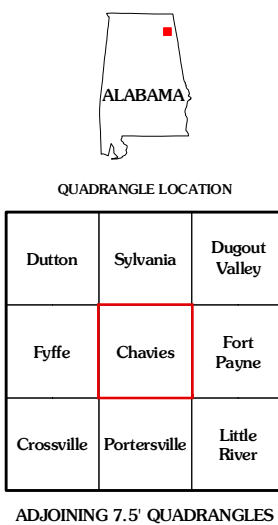 ALABAMA
QUADRANGLE LOCATION
Dutton
Sylvania
Dugout
Valley
Fyffe
Chavies
Fort
Payne
Crossville
Portersville
Little
River
ADJOINING 7.5' QUADRANGLES